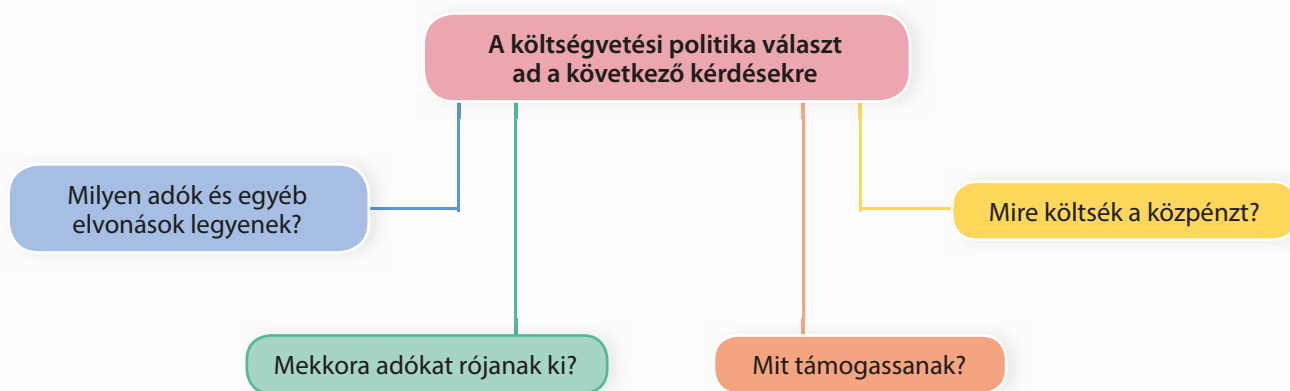 A költségvetési politika választ
ad a következő kérdésekre
Milyen adók és egyéb
elvonások legyenek?
Mire költsék a közpénzt?
Mekkora adókat rójanak ki?
Mit támogassanak?